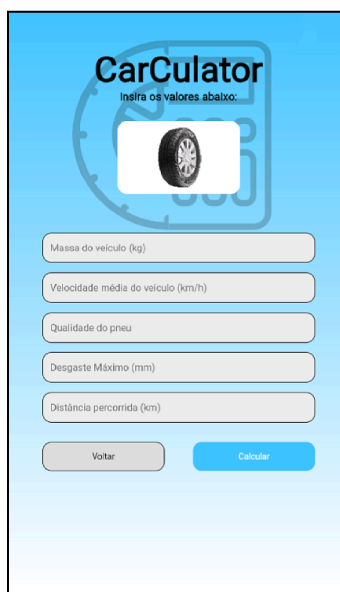 CarCulator
Insira os valores abaixo:
Massa do veículo (kg)
Velocidade média do veículo (km/h)
Qualidade do pneu
Desgaste Máximo (mm)
Distância percorrida (km)
Voltar
Calcular